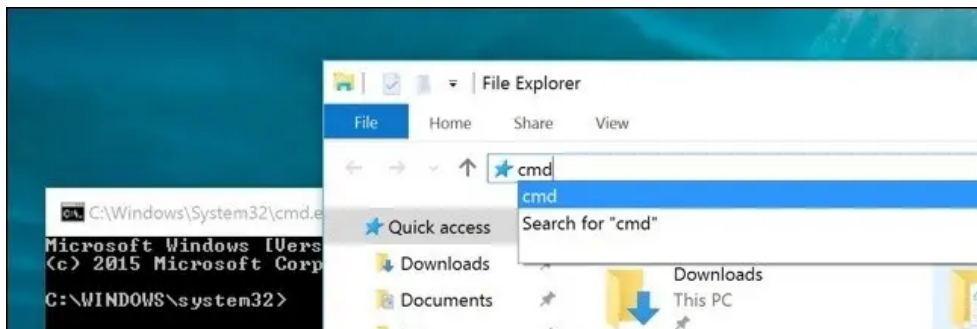 File Explorer
File Home Share View
cmd
cmd
Search for "cmd"
Quick access
Downloads
Documents
Downloads
This PC
C:\Windows\System32\cmd.e
Microsoft Windows [Vers
(c) 2015 Microsoft Corp
C:\WINDOWS\system32>